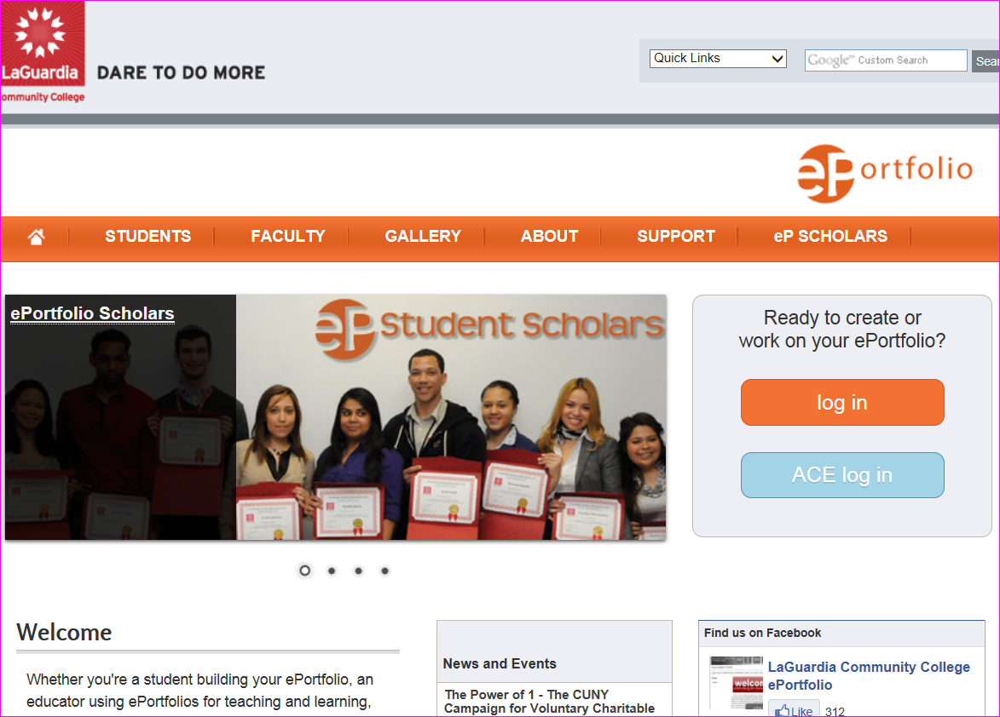 LaGuardia
ommunity College
DARE TO DO MORE
Quick Links
Google™ Custom Search
Sear
ePortfolio
STUDENTS
FACULTY
GALLERY
ABOUT
SUPPORT
eP SCHOLARS
ePortfolio Scholars
eP Student Scholars
Ready to create or
work on your ePortfolio?
log in
ACE log in
Welcome
Whether you're a student building your ePortfolio, an
educator using ePortfolios for teaching and learning,
News and Events
The Power of 1 - The CUNY
Campaign for Voluntary Charitable
Find us on Facebook
welcom
LaGuardia Community College
ePortfolio
Like 312